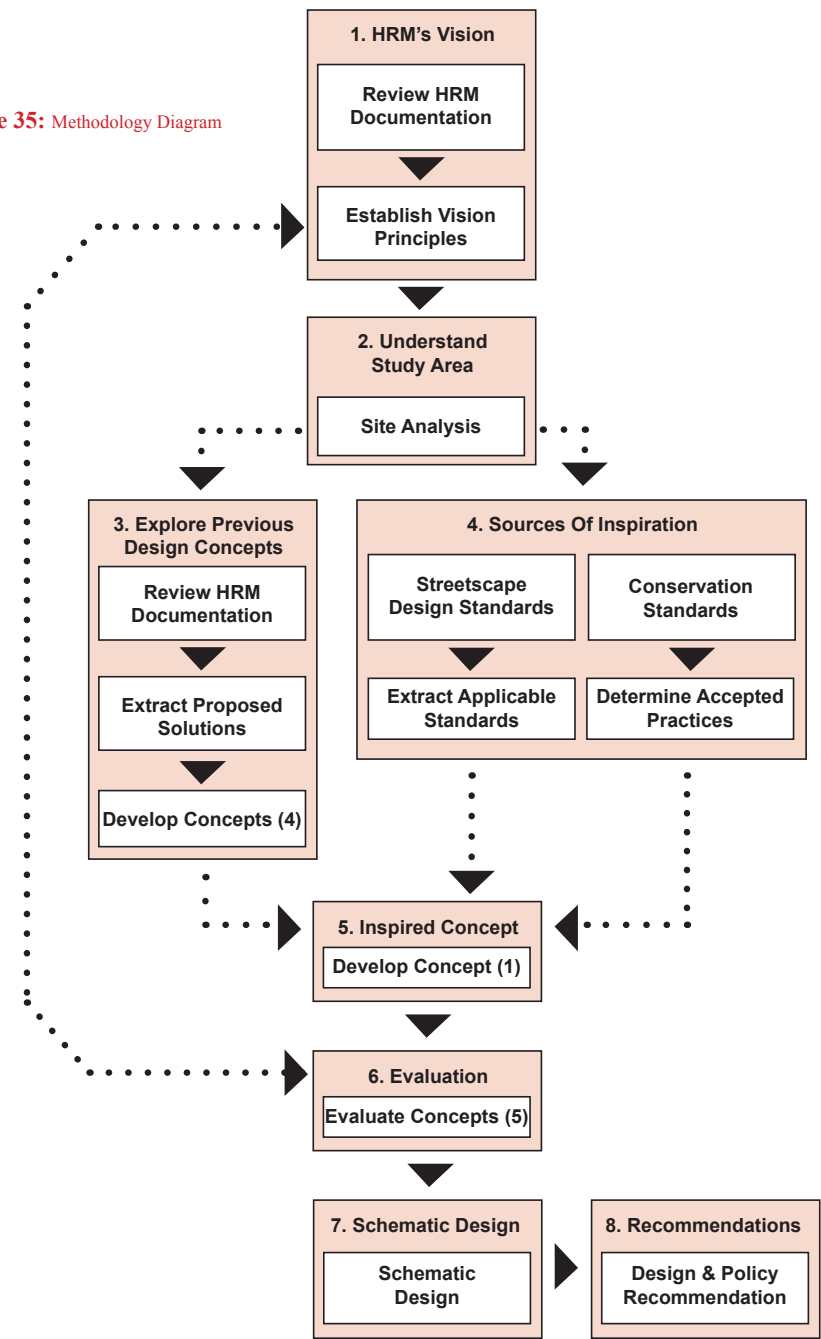 1. HRM's Vision
Review HRM
Documentation
e 35: Methodology Diagram
Establish Vision
Principles
2. Understand
Study Area
Site Analysis
3. Explore Previous
Design Concepts
Review HRM
Documentation
Extract Proposed
Solutions
Develop Concepts (4)
4. Sources Of Inspiration
Streetscape
Design Standards
Conservation
Standards
Extract Applicable
Standards
Determine Accepted
Practices
5. Inspired Concept
Develop Concept (1)
6. Evaluation
Evaluate Concepts (5)
7. Schematic Design
Schematic
Design
8. Recommendations
Design & Policy
Recommendation